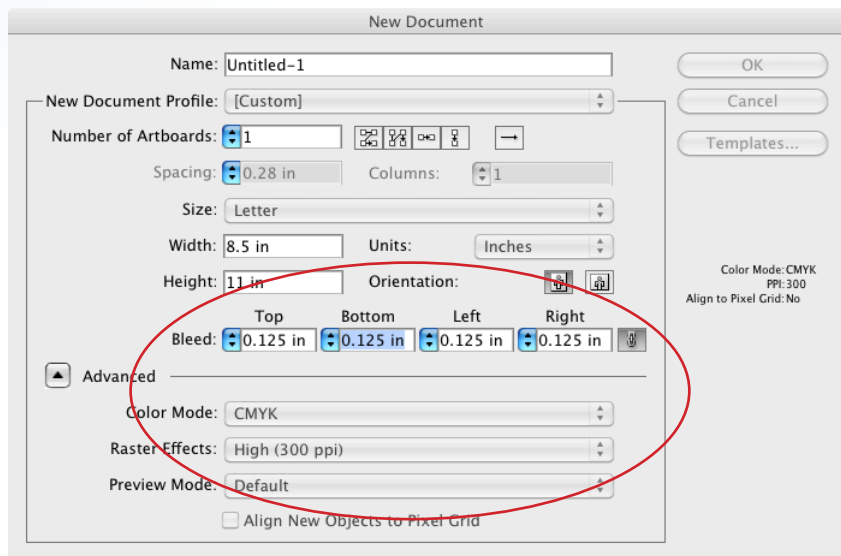 New Document
Name: Untitled-1
OK
New Document Profile: [Custom]
Cancel
Number of Artboards: 1
Templates...
Spacing: 0.28 in Columns: 1
Size: Letter
Width: 8.5 in Units: Inches
Height: 11 in Orientation:
Color Mode: CMYK
PPI: 300
Align to Pixel Grid: No
Top Bottom Left Right
Bleed: 0.125 in 0.125 in 0.125 in 0.125 in
Advanced
Color Mode: CMYK
Raster Effects: High (300 ppi)
Preview Mode: Default
Align New Objects to Pixel Grid